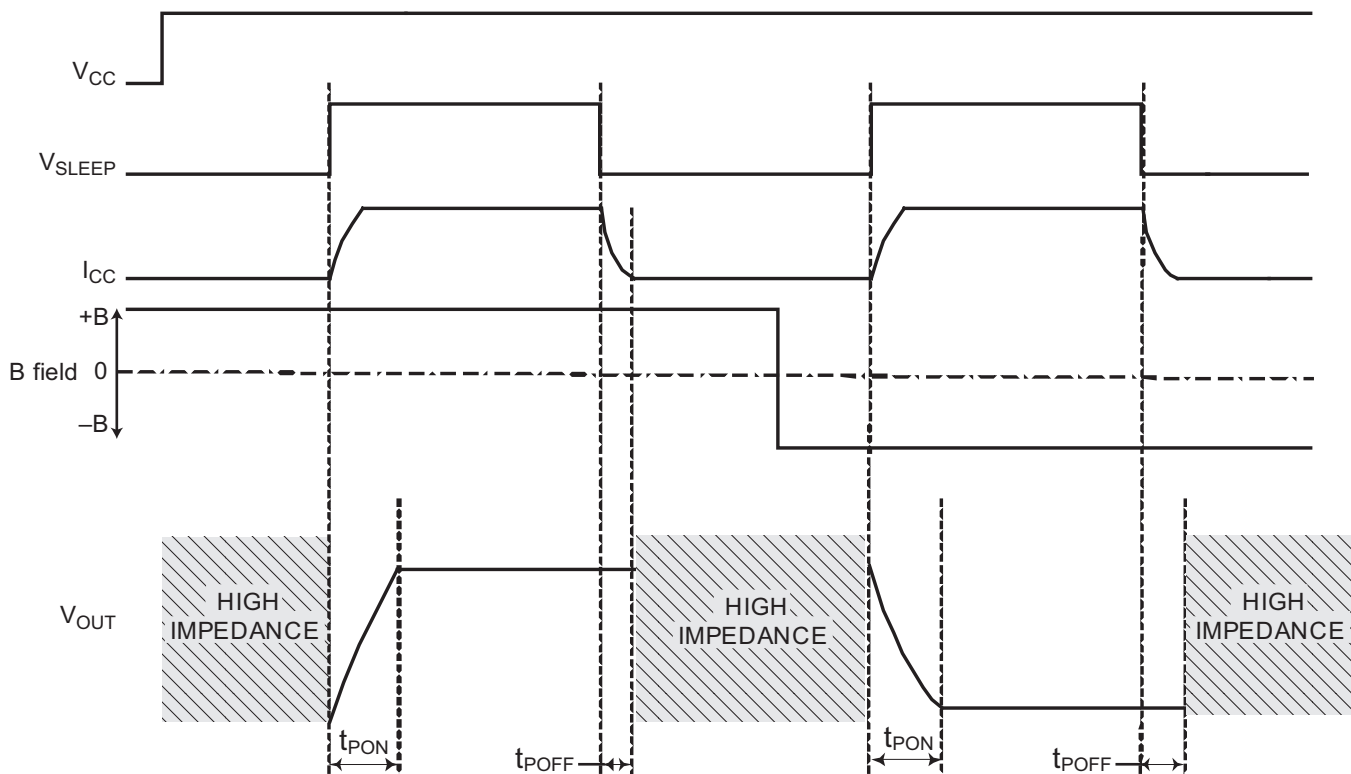 V_CC
V_SLEEP
I_CC
+B
B field 0
–B
V_OUT
HIGH
IMPEDANCE
HIGH
IMPEDANCE
HIGH
IMPEDANCE
t_PON
t_POFF
t_PON
t_POFF